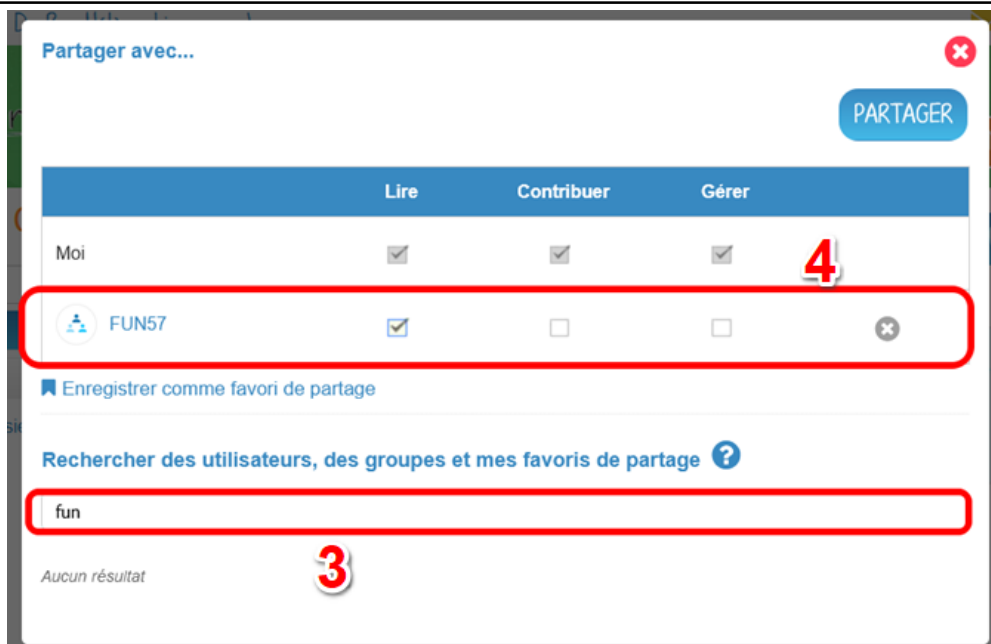 Partager avec...
PARTAGER
Lire Contribuer Gérer
Moi
4
FUN57
Enregistrer comme favori de partage
Rechercher des utilisateurs, des groupes et mes favoris de partage ?
fun
3
Aucun résultat